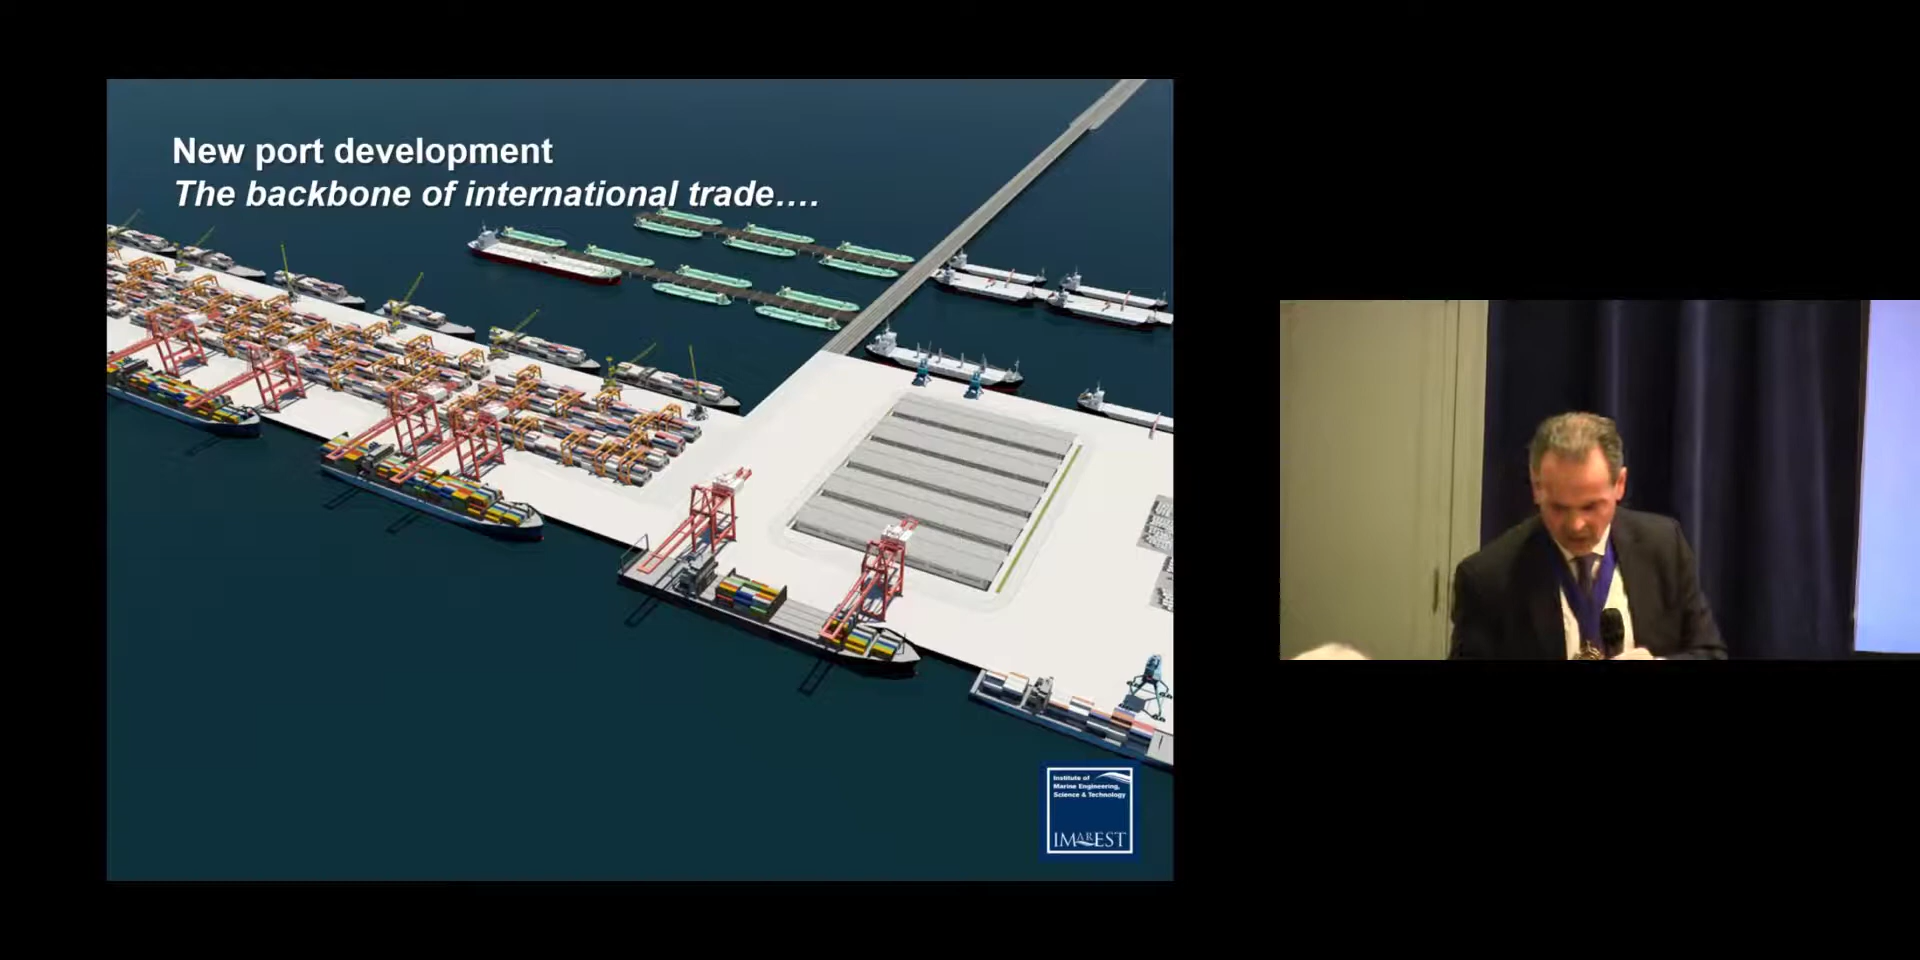 New port development
The backbone of international trade....
Institute of
Marine Engineering,
Science & Technology
IMarEST